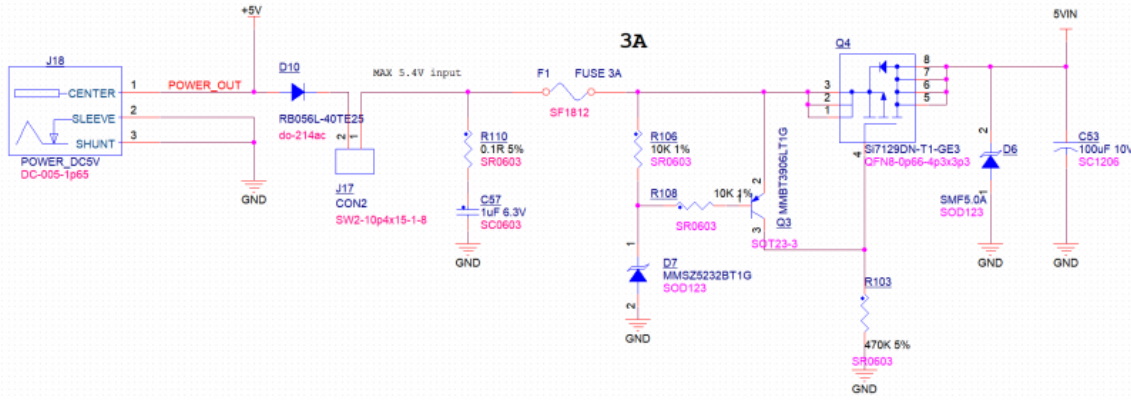 +5V
5VIN
3A
J18
D10
Q4
MAX 5.4V input
F1 FUSE 3A
1 POWER_OUT
CENTER
2
SLEEVE
3
SHUNT
RB056L-40TE25
do-214ac
SF1812
8
7
6
5
3
2
1
POWER_DC5V
DC-005-1p65
2
1
R110
0.1R 5%
SR0603
R106
10K 1%
SR0603
Si7129DN-T1-GE3
QFN8-0p66-4p3x3p3
4
2
D6
C53
100uF 10V
SC1206
J17
CON2
SW2-10p4x15-1-8
GND
C57
1uF 6.3V
SC0603
R108
10K 1%
SR0603
1
2
3
Q3
MMBT3906LT1G
SOT23-3
1
SMF5.0A
SOD123
GND
1
D7
MMSZ5232BT1G
SOD123
2
GND
GND
GND
R103
470K 5%
SR0603
GND